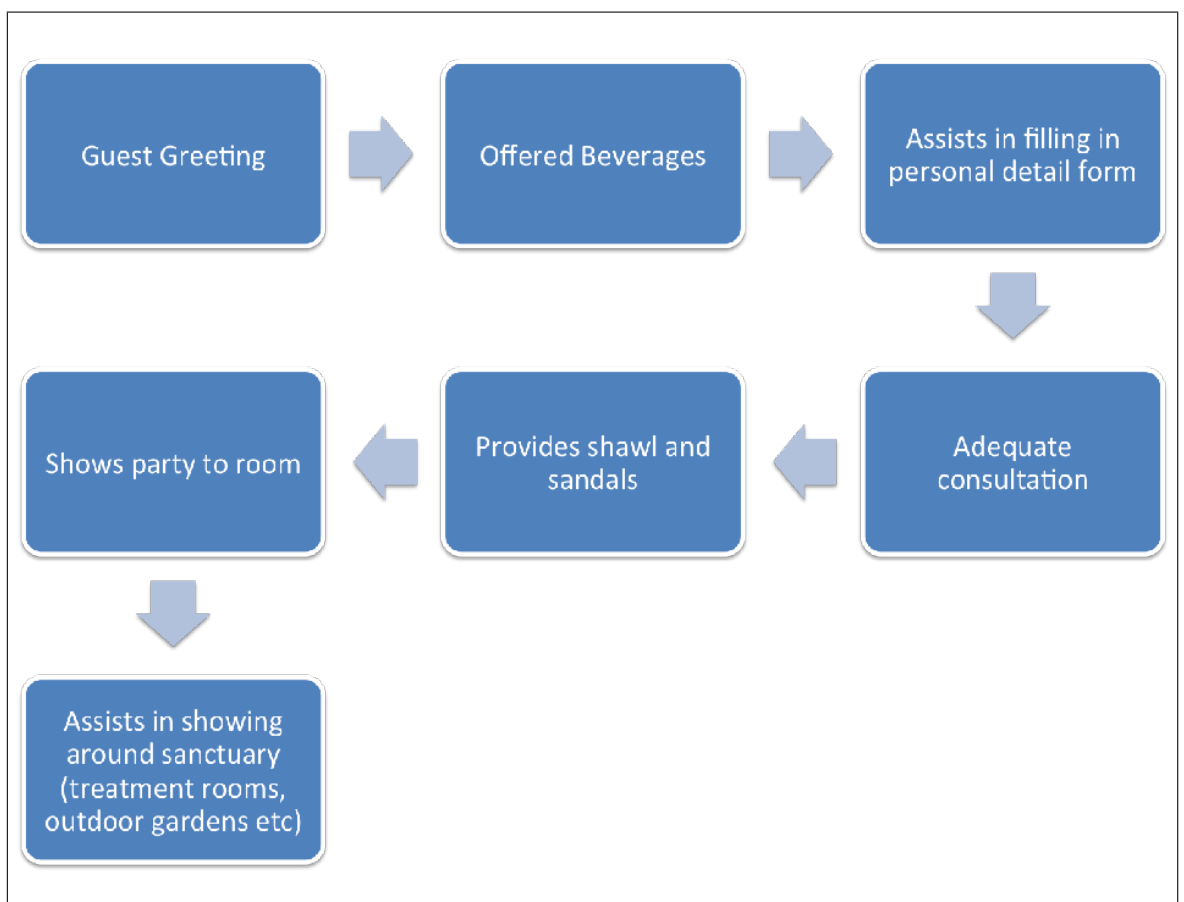 Guest Greeting
Offered Beverages
Assists in filling in
personal detail form
Adequate
consultation
Provides shawl and
sandals
Shows party to room
Assists in showing
around sanctuary
(treatment rooms,
outdoor gardens etc)